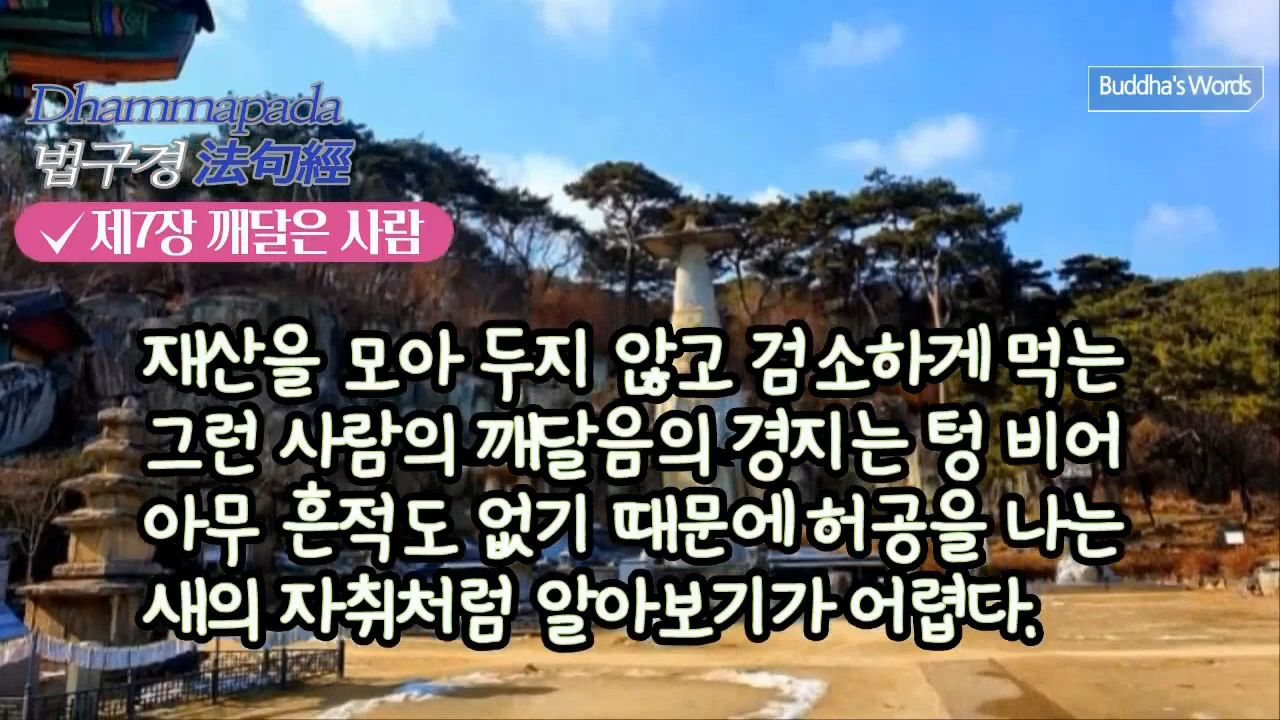 Dhammapada
Buddha's Words
법구경 法句經
제7장 깨달은 사람
재산을 모아 두지 않고 검소하게 먹는
그런 사람의 깨달음의 경지는 텅 비어
아무 흔적도 없기 때문에 허공을 나는
새의 자취처럼 알아보기가 어렵다.